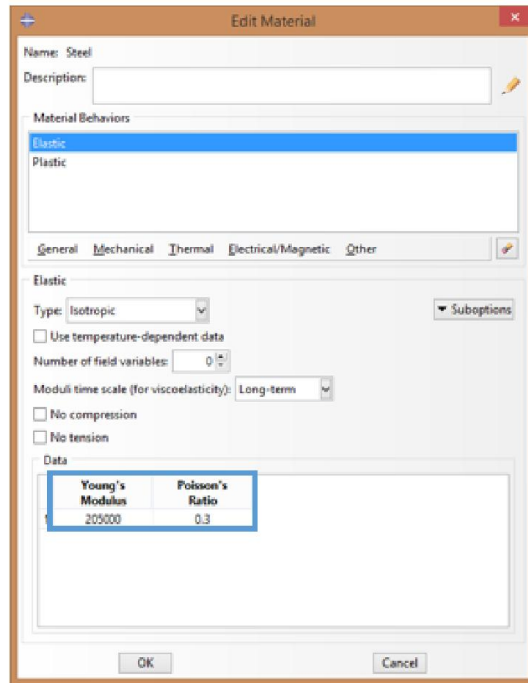 Edit Material
Name: Steel
Description:
Material Behaviors
Elastic
Plastic
General Mechanical Thermal Electrical/Magnetic Other
Elastic
Type: Isotropic
Suboptions
Use temperature-dependent data
Number of field variables: 0
Moduli time scale (for viscoelasticity): Long-term
No compression
No tension
Data
Young's Modulus Poisson's Ratio
205000 0.3
OK Cancel